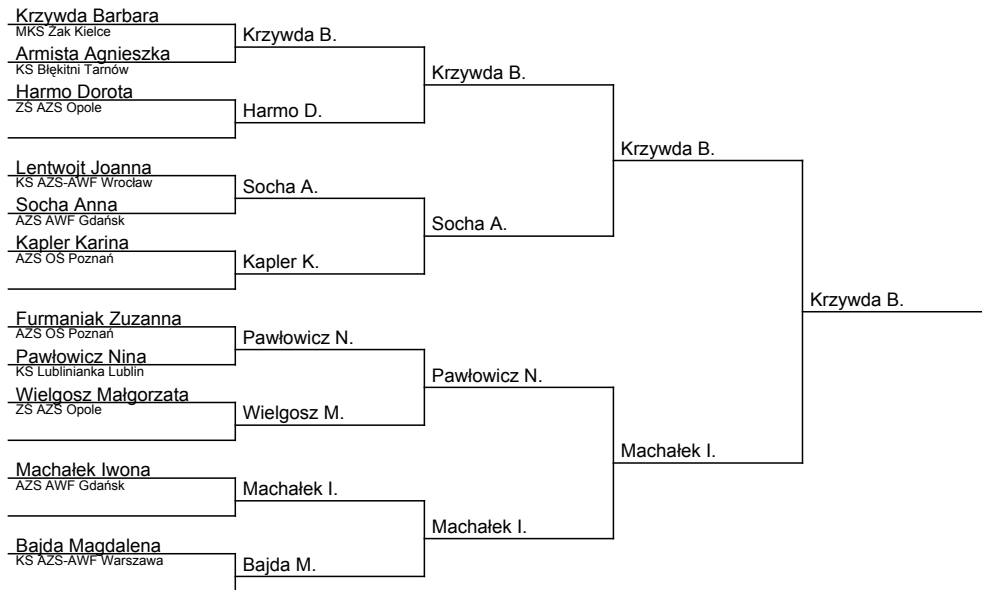 Krzywda Barbara
MKS Żak Kielce
Armista Agnieszka
KS Błękitni Tarnów
Harmo Dorota
ZŚ AZS Opole
Lentwojt Joanna
KS AZS-AWF Wrocław
Socha Anna
AZS AWF Gdańsk
Kapler Karina
AZS OŚ Poznań
Furmaniak Zuzanna
AZS OŚ Poznań
Pawłowicz Nina
KS Lublinianka Lublin
Wielgosz Małgorzata
ZŚ AZS Opole
Machałek Iwona
AZS AWF Gdańsk
Bajda Magdalena
KS AZS-AWF Warszawa
Krzywda B.
Harmo D.
Socha A.
Kapler K.
Pawłowicz N.
Wielgosz M.
Machałek I.
Bajda M.
Krzywda B.
Socha A.
Pawłowicz N.
Machałek I.
Krzywda B.
Machałek I.
Krzywda B.